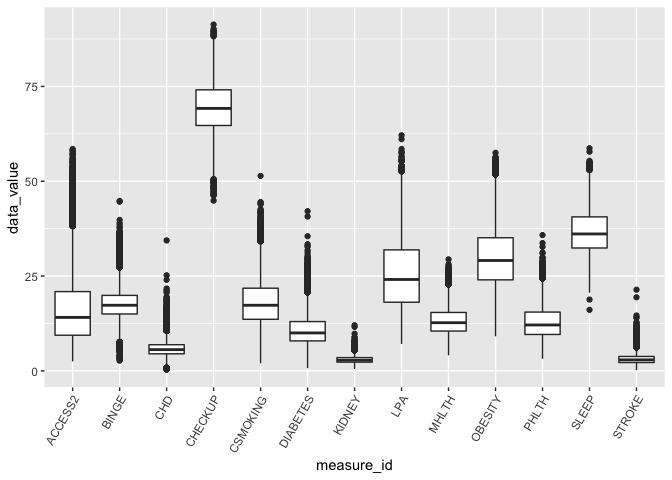 75
50
25
0
data_value
ACCESS2
BINGE
CHD
CHECKUP
CSMOKING
DIABETES
KIDNEY
LPA
MHLTH
OBESITY
PHLTH
SLEEP
STROKE
measure_id